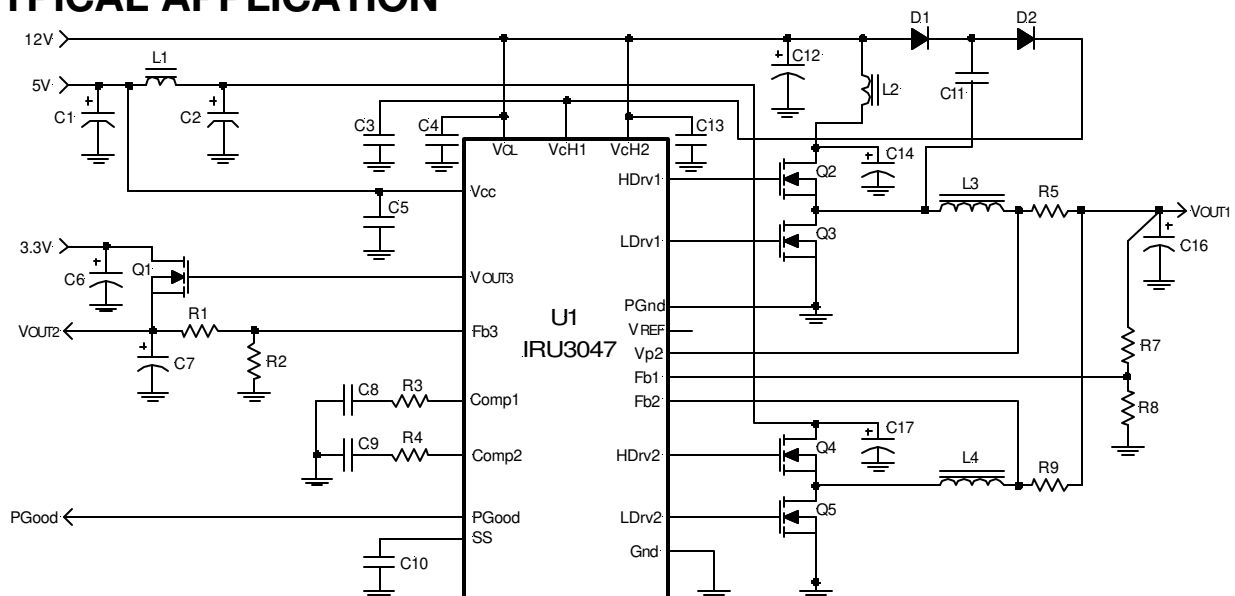 TYPICAL APPLICATION
D1
D2
12V
C12
L1
5V
L2
C11
C1
C2
C3
C4
C13
VCL
VCH1
VCH2
C14
HDrv1
Q2
Vcc
L3
R5
C5
VOUT1
Q3
LDrv1
3.3V
C16
C6
Q1
VOUT3
PGnd
U1
IRU3047
VREF
VOUT2
R1
Fb3
R7
Vp2
C7
R2
Fb1
C8
R3
Comp1
Fb2
R8
C17
C9
R4
Comp2
HDrv2
Q4
L4
R9
PGood
PGood
LDrv2
Q5
SS
Gnd
C10